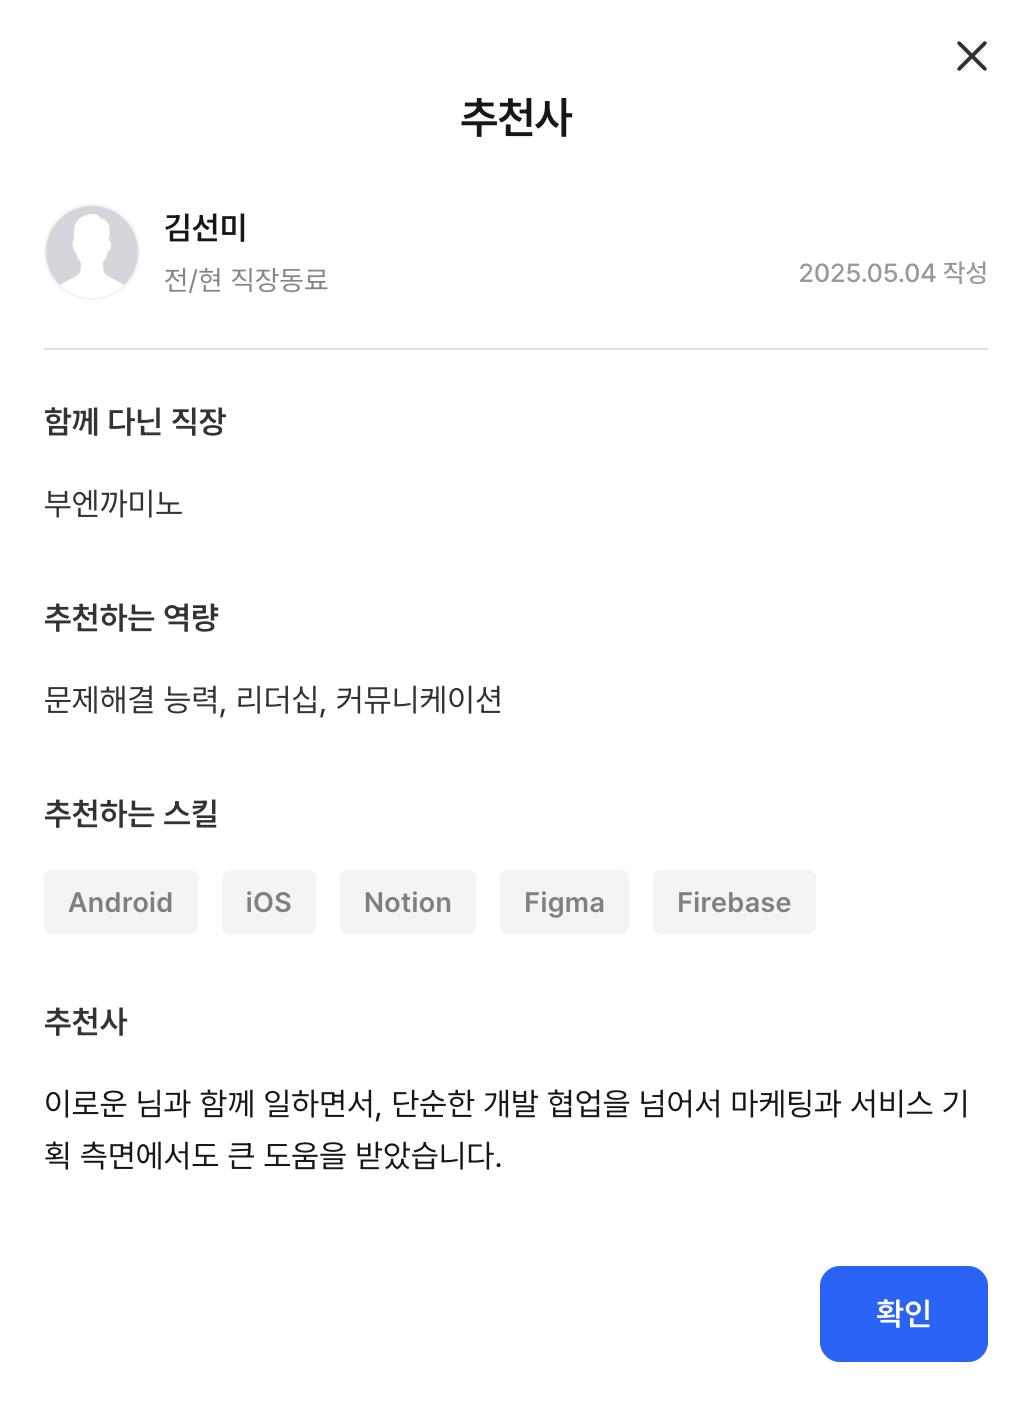 추천사
김선미
전/현 직장동료
2025.05.04 작성
함께 다닌 직장
부엔까미노
추천하는 역량
문제해결 능력, 리더십, 커뮤니케이션
추천하는 스킬
Android iOS Notion Figma Firebase
추천사
이로운 님과 함께 일하면서, 단순한 개발 협업을 넘어서 마케팅과 서비스 기
획 측면에서도 큰 도움을 받았습니다.
확인